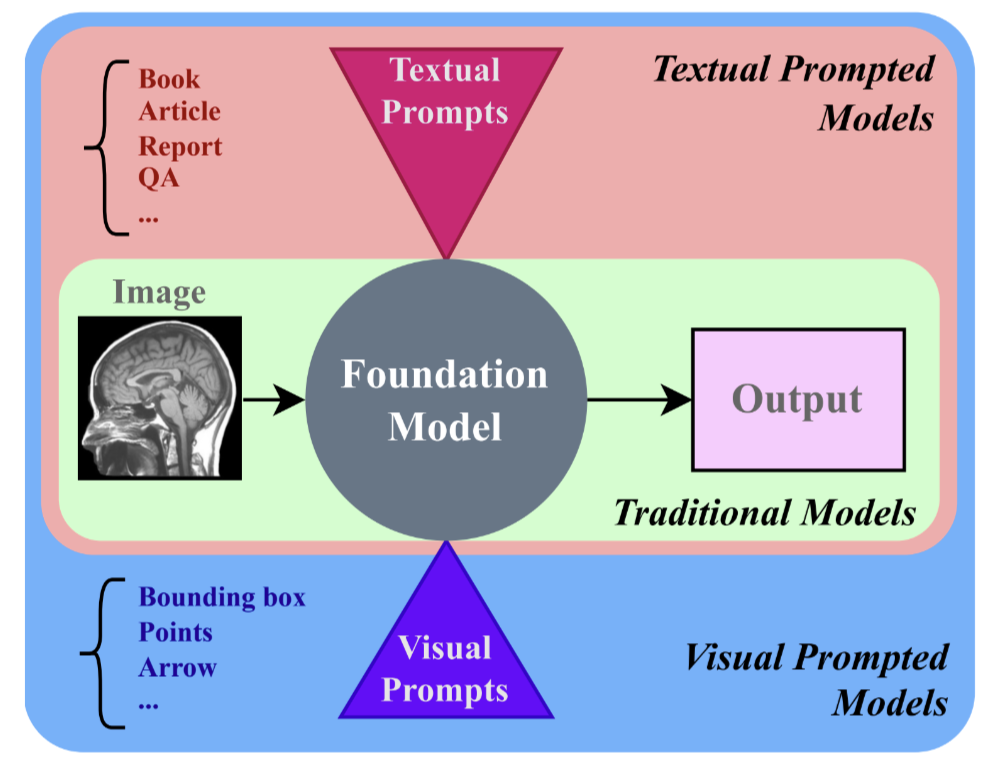 Textual Prompted
Models
Textual
Prompts
Book
Article
Report
QA
...
Image
Foundation
Model
Output
Traditional Models
Bounding box
Points
Arrow
...
Visual
Prompts
Visual Prompted
Models